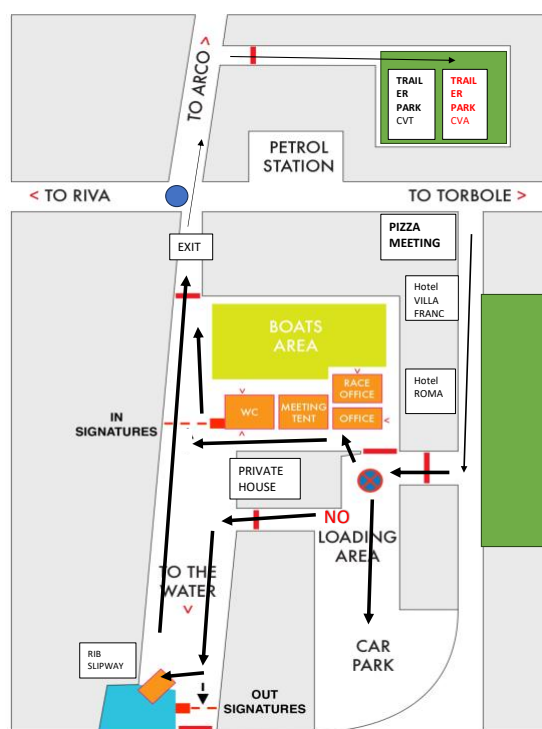 TO ARCO >
TRAIL
ER
PARK
CVT
TRAIL
ER
PARK
CVA
PETROL
STATION
< TO RIVA
TO TORBOLE >
PIZZA
MEETING
EXIT
Hotel
VILLA
FRANC
BOATS
AREA
RACE
OFFICE
Hotel
ROMA
WC
MEETING
TENT
OFFICE
IN
SIGNATURES
PRIVATE
HOUSE
NO
LOADING
AREA
TO THE
WATER
CAR
PARK
RIB
SLIPWAY
OUT
SIGNATURES